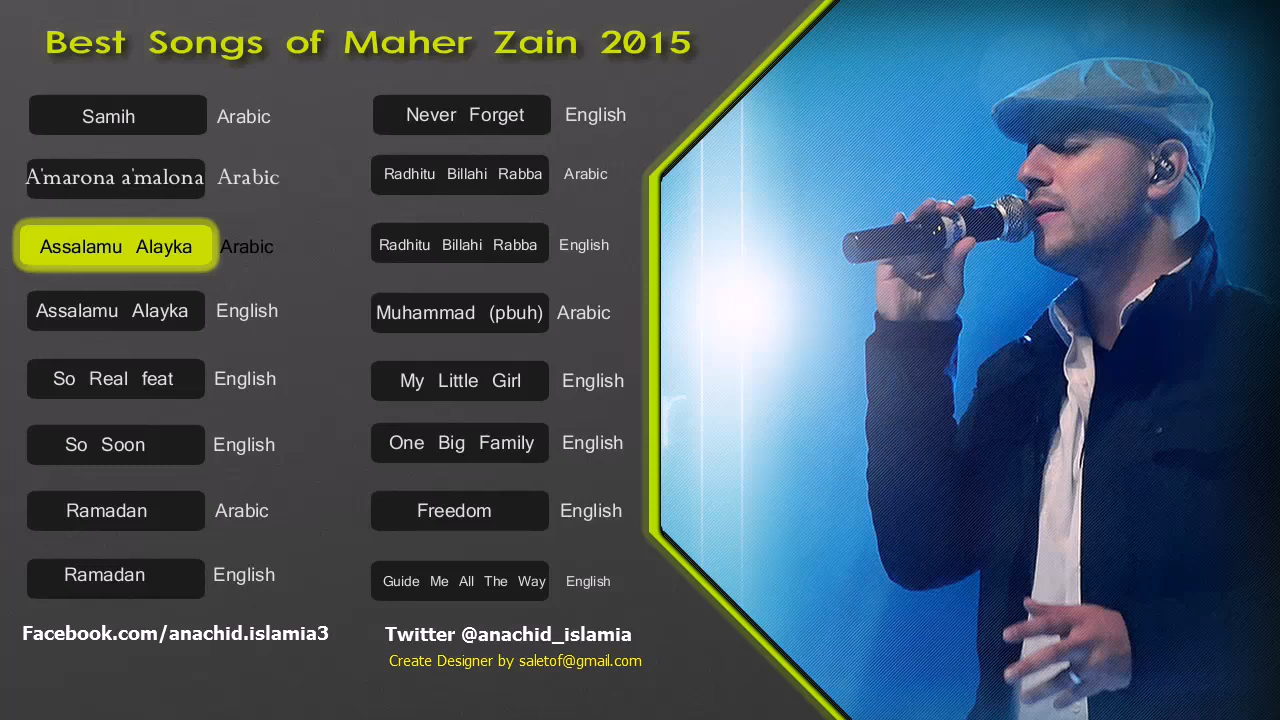 Best Songs of Maher Zain 2015
Samih Arabic
A'marona a'malona Arabic
Assalamu Alayka Arabic
Assalamu Alayka English
So Real feat English
So Soon English
Ramadan Arabic
Ramadan English
Never Forget English
Radhitu Billahi Rabba Arabic
Radhitu Billahi Rabba English
Muhammad (pbuh) Arabic
My Little Girl English
One Big Family English
Freedom English
Guide Me All The Way English
Facebook.com/anachid.islamia3
Twitter @anachid_islamia
Create Designer by saletof@gmail.com